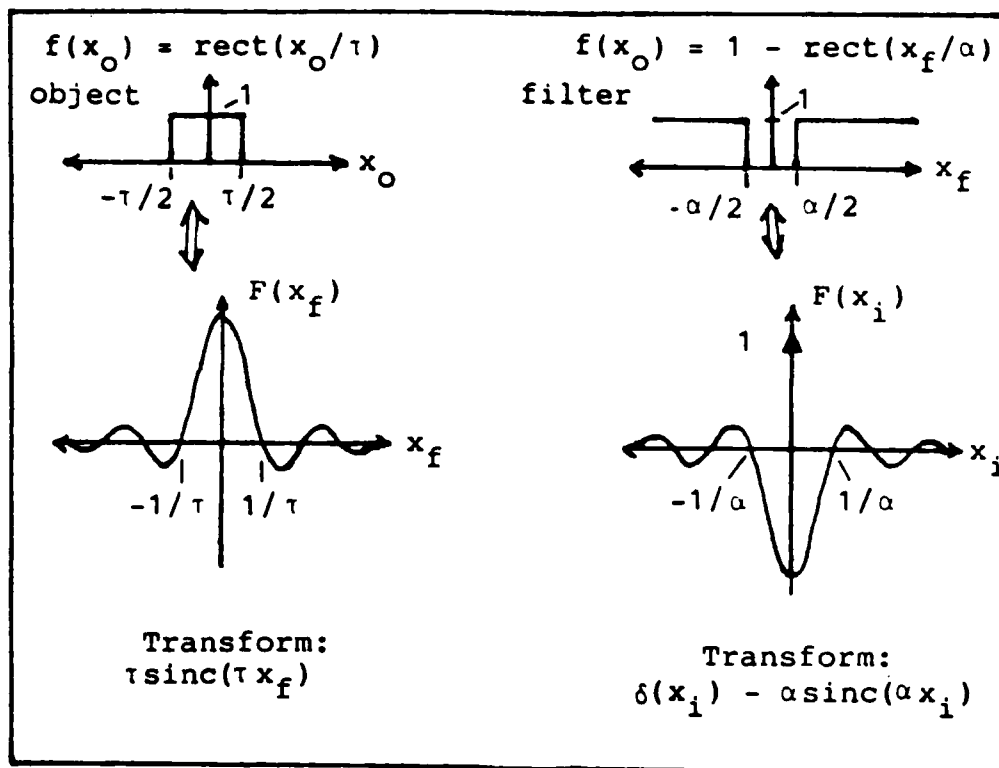 f(x_o) = rect(x_o/τ)
object
1
x_o
-τ/2 τ/2
F(x_f)
x_f
-1/τ 1/τ
Transform:
τsinc(τx_f)
f(x_o) = 1 - rect(x_f/α)
filter
1
x_f
-α/2 α/2
F(x_i)
1
x_i
-1/α 1/α
Transform:
δ(x_i) - αsinc(αx_i)